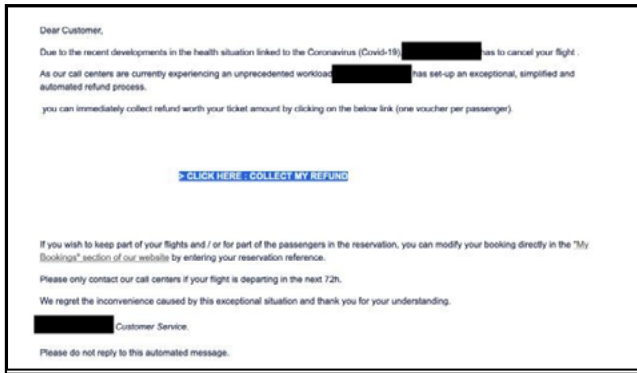 Dear Customer,
Due to the recent developments in the health situation linked to the Coronavirus (Covid-19), has to cancel your flight .
As our call centers are currently experiencing an unprecedented workload has set-up an exceptional, simplified and
automated refund process.
you can immediately collect refund worth your ticket amount by clicking on the below link (one voucher per passenger).
> CLICK HERE : COLLECT MY REFUND
If you wish to keep part of your flights and / or for part of the passengers in the reservation, you can modify your booking directly in the "My
Bookings" section of our website by entering your reservation reference.
Please only contact our call centers if your flight is departing in the next 72h.
We regret the inconvenience caused by this exceptional situation and thank you for your understanding.
Customer Service.
Please do not reply to this automated message.